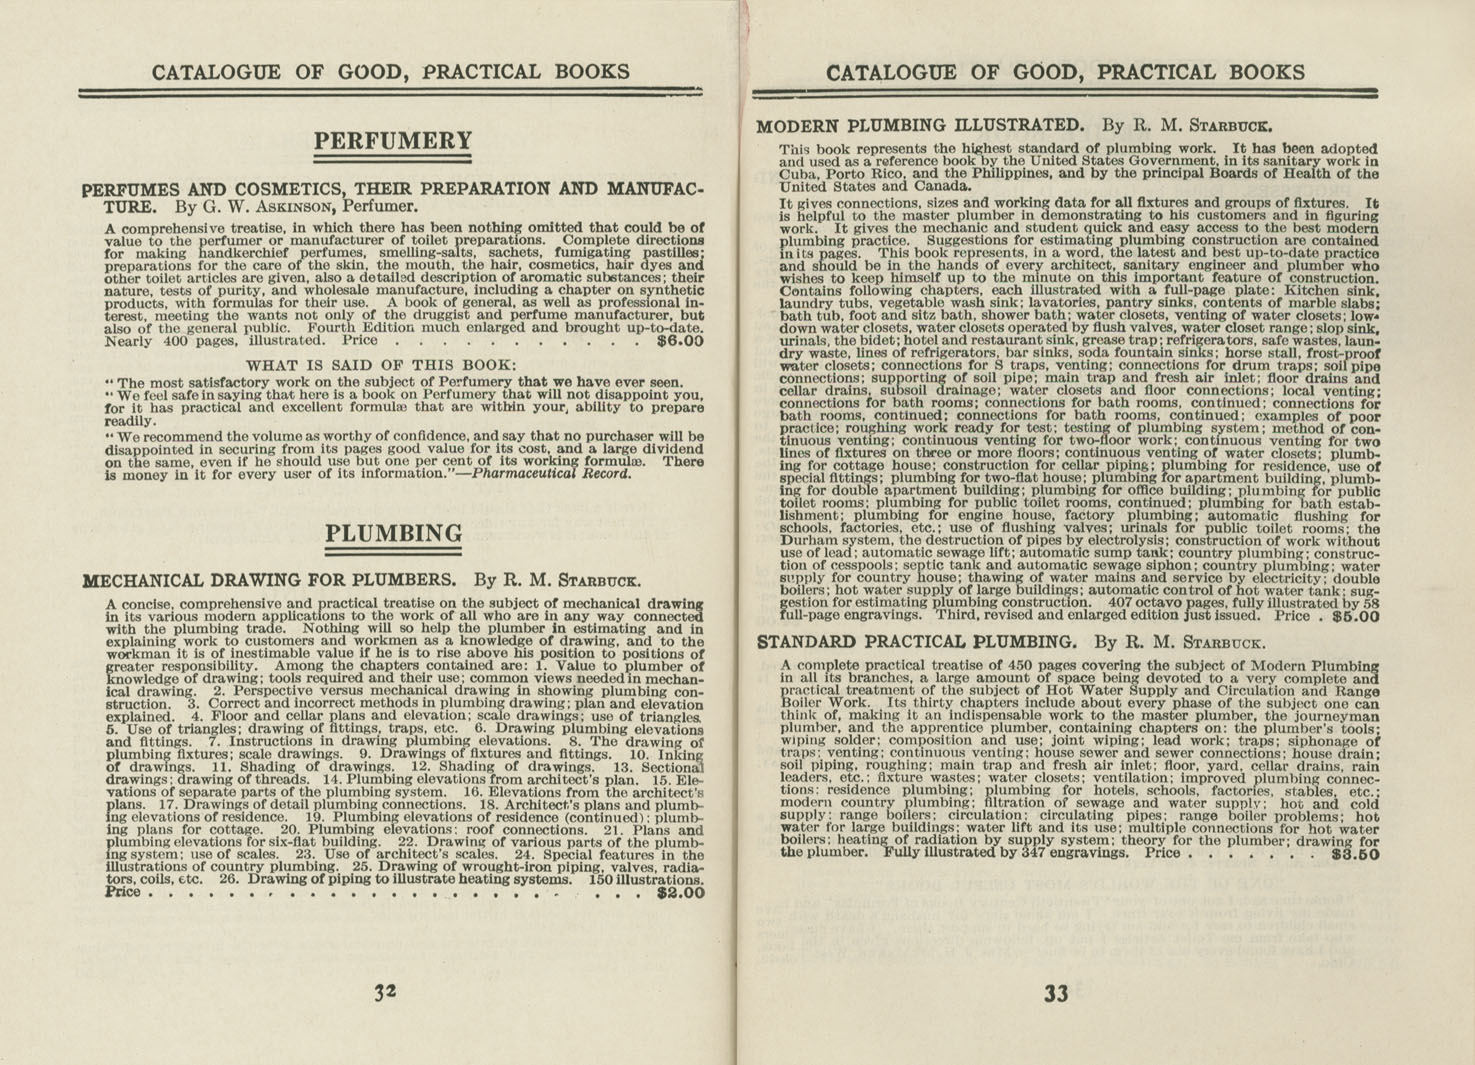 CATALOGUE OF GOOD, PRACTICAL BOOKS
PERFUMERY
PERFUMES AND COSMETICS, THEIR PREPARATION AND MANUFAC-
TURE. By G. W. ASKINSON, Perfumer.
A comprehensive treatise, in which there has been nothing omitted that could be of
value to the perfumer or manufacturer of toilet preparations. Complete directions
for making handkerchief perfumes, smelling-salts, sachets, fumigating pastilles;
preparations for the care of the skin, the mouth, the hair, cosmetics, hair dyes and
other toilet articles are given, also a detailed description of aromatic substances; their
nature, tests of purity, and wholesale manufacture, including a chapter on synthetic
products, with formulas for their use. A book of general, as well as professional in-
terest, meeting the wants not only of the druggist and perfume manufacturer, but
also of the general public. Fourth Edition much enlarged and brought up-to-date.
Nearly 400 pages, illustrated. Price . . . . . . . . . . . $6.00
WHAT IS SAID OF THIS BOOK:
"The most satisfactory work on the subject of Perfumery that we have ever seen.
"We feel safe in saying that here is a book on Perfumery that will not disappoint you,
for it has practical and excellent formulæ that are within your, ability to prepare
readily.
"We recommend the volume as worthy of confidence, and say that no purchaser will be
disappointed in securing from its pages good value for its cost, and a large dividend
on the same, even if he should use but one per cent of its working formulæ. There
is money in it for every user of its information."—Pharmaceutical Record.
PLUMBING
MECHANICAL DRAWING FOR PLUMBERS. By R. M. STARBUCK.
A concise, comprehensive and practical treatise on the subject of mechanical drawing
in its various modern applications to the work of all who are in any way connected
with the plumbing trade. Nothing will so help the plumber in estimating and in
explaining work to customers and workmen as a knowledge of drawing, and to the
workman it is of inestimable value if he is to rise above his position to positions of
greater responsibility. Among the chapters contained are: 1. Value to plumber of
knowledge of drawing; tools required and their use; common views needed in mechan-
ical drawing. 2. Perspective versus mechanical drawing in showing plumbing con-
struction. 3. Correct and incorrect methods in plumbing drawing; plan and elevation
explained. 4. Floor and cellar plans and elevation; scale drawings; use of triangles.
5. Use of triangles; drawing of fittings, traps, etc. 6. Drawing plumbing elevations
and fittings. 7. Instructions in drawing plumbing elevations. 8. The drawing of
plumbing fixtures; scale drawings. 9. Drawings of fixtures and fittings. 10. Inking
of drawings. 11. Shading of drawings. 12. Shading of drawings. 13. Sectional
drawings; drawing of threads. 14. Plumbing elevations from architect's plan. 15. Ele-
vations of separate parts of the plumbing system. 16. Elevations from the architect's
plans. 17. Drawings of detail plumbing connections. 18. Architect's plans and plumb-
ing elevations of residence. 19. Plumbing elevations of residence (continued); plumb-
ing plans for cottage. 20. Plumbing elevations; roof connections. 21. Plans and
plumbing elevations for six-flat building. 22. Drawing of various parts of the plumb-
ing system; use of scales. 23. Use of architect's scales. 24. Special features in the
illustrations of country plumbing. 25. Drawing of wrought-iron piping, valves, radia-
tors, coils, etc. 26. Drawing of piping to illustrate heating systems. 150 illustrations.
Price . . . . . . . . . . . . . . . . . . . . . . . . $2.00
32
CATALOGUE OF GOOD, PRACTICAL BOOKS
MODERN PLUMBING ILLUSTRATED. By R. M. STARBUCK.
This book represents the highest standard of plumbing work. It has been adopted
and used as a reference book by the United States Government, in its sanitary work in
Cuba, Porto Rico, and the Philippines, and by the principal Boards of Health of the
United States and Canada.
It gives connections, sizes and working data for all fixtures and groups of fixtures. It
is helpful to the master plumber in demonstrating to his customers and in figuring
work. It gives the mechanic and student quick and easy access to the best modern
plumbing practice. Suggestions for estimating plumbing construction are contained
in its pages. This book represents, in a word, the latest and best up-to-date practice
and should be in the hands of every architect, sanitary engineer and plumber who
wishes to keep himself up to the minute on this important feature of construction.
Contains following chapters, each illustrated with a full-page plate: Kitchen sink,
laundry tubs, vegetable wash sink; lavatories, pantry sinks, contents of marble slabs;
bath tub, foot and sitz bath, shower bath; water closets, venting of water closets; low-
down water closets, water closets operated by flush valves, water closet range; slop sink,
urinals, the bidet; hotel and restaurant sink, grease trap; refrigerators, safe wastes, laun-
dry waste, lines of refrigerators, bar sinks, soda fountain sinks; horse stall, frost-proof
water closets; connections for S traps, venting; connections for drum traps; soil pipe
connections; supporting of soil pipe; main trap and fresh air inlet; floor drains and
cellar drains, subsoil drainage; water closets and floor connections; local venting;
connections for bath rooms; connections for bath rooms, continued; connections for
bath rooms, continued; connections for bath rooms, continued; examples of poor
practice; roughing work ready for test; testing of plumbing system; method of con-
tinuous venting; continuous venting for two-floor work; continuous venting for two
lines of fixtures on three or more floors; continuous venting of water closets; plumb-
ing for cottage house; construction for cellar piping; plumbing for residence, use of
special fittings; plumbing for two-flat house; plumbing for apartment building, plumb-
ing for double apartment building; plumbing for office building; plumbing for public
toilet rooms; plumbing for public toilet rooms, continued; plumbing for bath estab-
lishment; plumbing for engine house, factory plumbing; automatic flushing for
schools, factories, etc.; use of flushing valves; urinals for public toilet rooms; the
Durham system, the destruction of pipes by electrolysis; construction of work without
use of lead; automatic sewage lift; automatic sump tank; country plumbing; construc-
tion of cesspools; septic tank and automatic sewage siphon; country plumbing; water
supply for country house; thawing of water mains and service by electricity; double
boilers; hot water supply of large buildings; automatic control of hot water tank; sug-
gestion for estimating plumbing construction. 407 octavo pages, fully illustrated by 58
full-page engravings. Third, revised and enlarged edition just issued. Price . $5.00
STANDARD PRACTICAL PLUMBING. By R. M. STARBUCK.
A complete practical treatise of 450 pages covering the subject of Modern Plumbing
in all its branches, a large amount of space being devoted to a very complete and
practical treatment of the subject of Hot Water Supply and Circulation and Range
Boiler Work. Its thirty chapters include about every phase of the subject one can
think of, making it an indispensable work to the master plumber, the journeyman
plumber, and the apprentice plumber, containing chapters on: the plumber's tools;
wiping solder; composition and use; joint wiping; lead work; traps; siphonage of
traps; venting; continuous venting; house sewer and sewer connections; house drain;
soil piping, roughing; main trap and fresh air inlet; floor, yard, cellar drains, rain
leaders, etc.; fixture wastes; water closets; ventilation; improved plumbing connec-
tions; residence plumbing; plumbing for hotels, schools, factories, stables, etc.;
modern country plumbing; filtration of sewage and water supply; hot and cold
supply; range boilers; circulation; circulating pipes; range boiler problems; hot
water for large buildings; water lift and its use; multiple connections for hot water
boilers; heating of radiation by supply system; theory for the plumber; drawing for
the plumber. Fully illustrated by 347 engravings. Price . . . . . . . $3.50
33